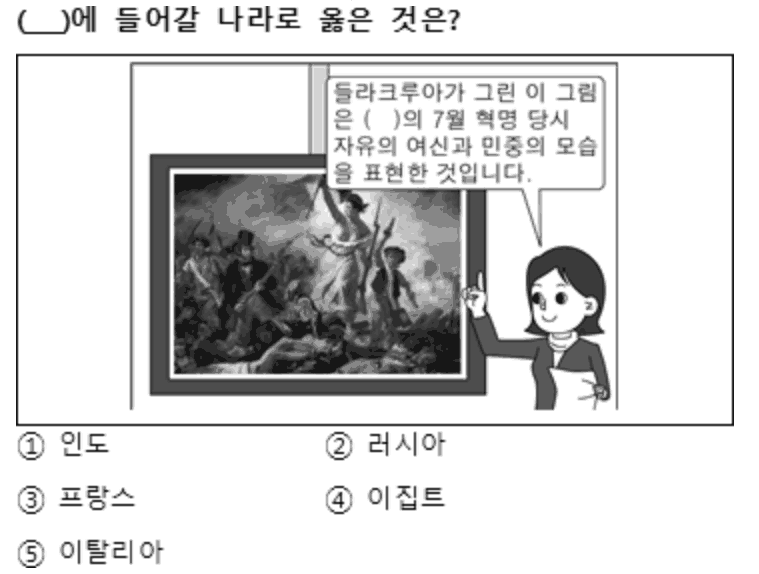 (__)에 들어갈 나라로 옳은 것은?
들라크루아가 그린 이 그림
은 ( )의 7월 혁명 당시
자유의 여신과 민중의 모습
을 표현한 것입니다.
① 인도
② 러시아
③ 프랑스
④ 이집트
⑤ 이탈리아